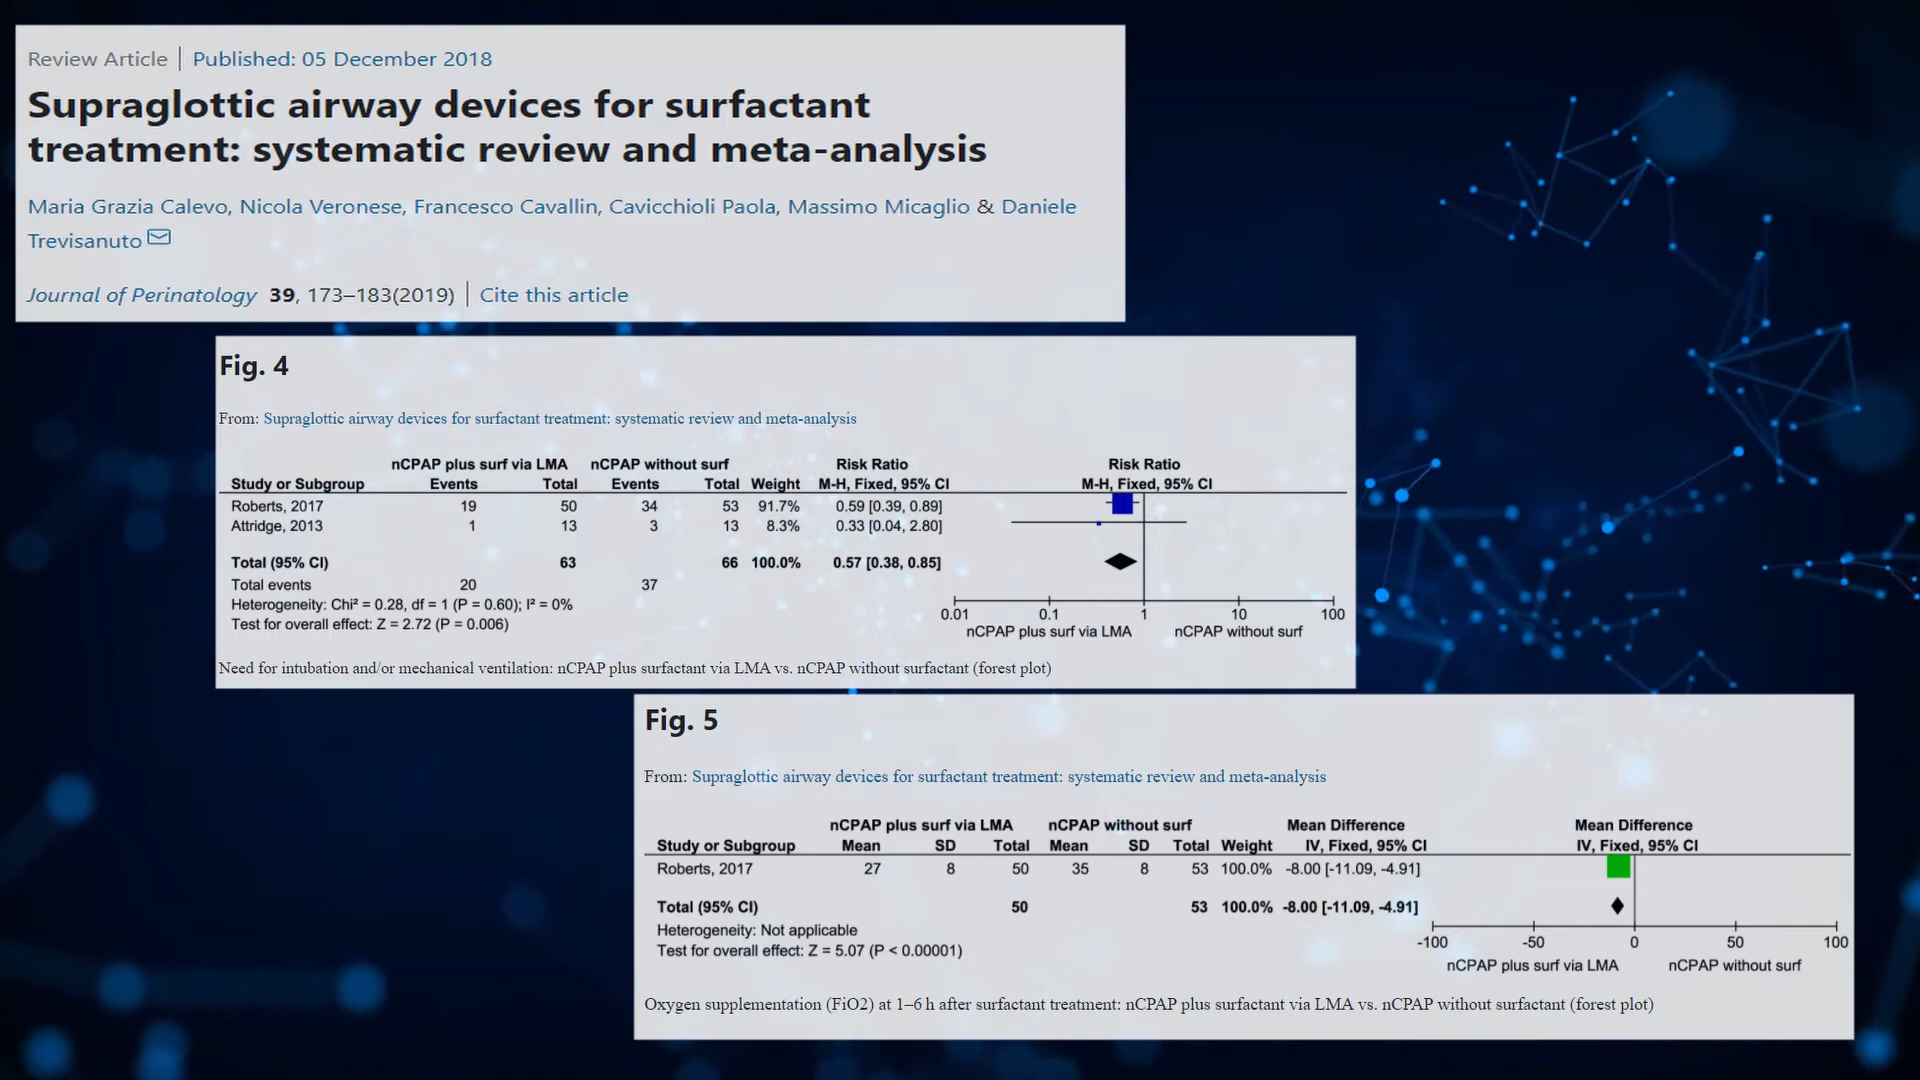 Review Article | Published: 05 December 2018
Supraglottic airway devices for surfactant
treatment: systematic review and meta-analysis
Maria Grazia Calevo, Nicola Veronese, Francesco Cavallin, Cavicchioli Paola, Massimo Micaglio & Daniele
Trevisanuto
Journal of Perinatology 39, 173–183(2019) | Cite this article
Fig. 4
From: Supraglottic airway devices for surfactant treatment: systematic review and meta-analysis
nCPAP plus surf via LMA nCPAP without surf Risk Ratio Risk Ratio
Study or Subgroup Events Total Events Total Weight M-H, Fixed, 95% CI M-H, Fixed, 95% CI
Roberts, 2017 19 50 34 53 91.7% 0.59 [0.39, 0.89]
Attridge, 2013 1 13 3 13 8.3% 0.33 [0.04, 2.80]
Total (95% CI) 63 66 100.0% 0.57 [0.38, 0.85]
Total events 20 37
Heterogeneity: Chi² = 0.28, df = 1 (P = 0.60); I² = 0%
Test for overall effect: Z = 2.72 (P = 0.006)
0.01 0.1 1 10 100
nCPAP plus surf via LMA nCPAP without surf
Need for intubation and/or mechanical ventilation: nCPAP plus surfactant via LMA vs. nCPAP without surfactant (forest plot)
Fig. 5
From: Supraglottic airway devices for surfactant treatment: systematic review and meta-analysis
nCPAP plus surf via LMA nCPAP without surf Mean Difference Mean Difference
Study or Subgroup Mean SD Total Mean SD Total Weight IV, Fixed, 95% CI IV, Fixed, 95% CI
Roberts, 2017 27 8 50 35 8 53 100.0% -8.00 [-11.09, -4.91]
Total (95% CI) 50 53 100.0% -8.00 [-11.09, -4.91]
Heterogeneity: Not applicable
Test for overall effect: Z = 5.07 (P < 0.00001)
-100 -50 0 50 100
nCPAP plus surf via LMA nCPAP without surf
Oxygen supplementation (FiO2) at 1–6 h after surfactant treatment: nCPAP plus surfactant via LMA vs. nCPAP without surfactant (forest plot)